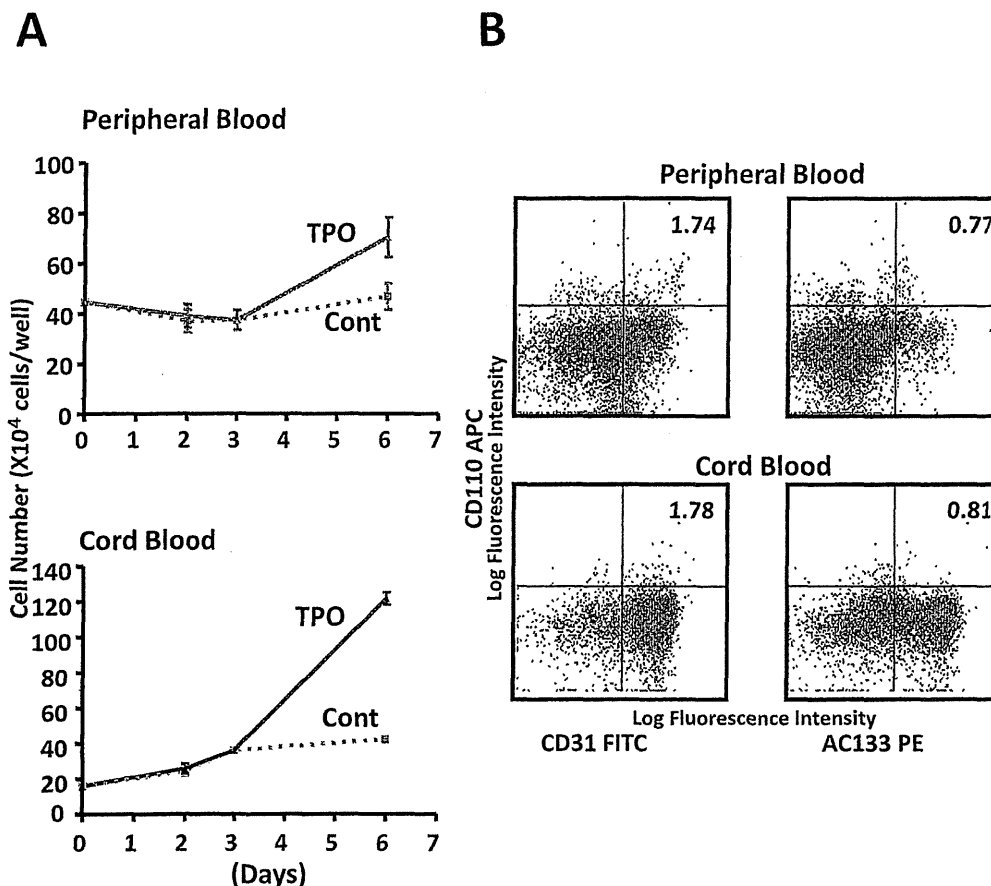 A
Peripheral Blood
100
80
60
40
20
0
TPO
Cont
0 1 2 3 4 5 6 7
Cell Number (X10⁴ cells/well)
Cord Blood
140
120
100
80
60
40
20
0
TPO
Cont
0 1 2 3 4 5 6 7
(Days)
B
Peripheral Blood
1.74
0.77
CD110 APC
Log Fluorescence Intensity
Cord Blood
1.78
0.81
Log Fluorescence Intensity
CD31 FITC
AC133 PE